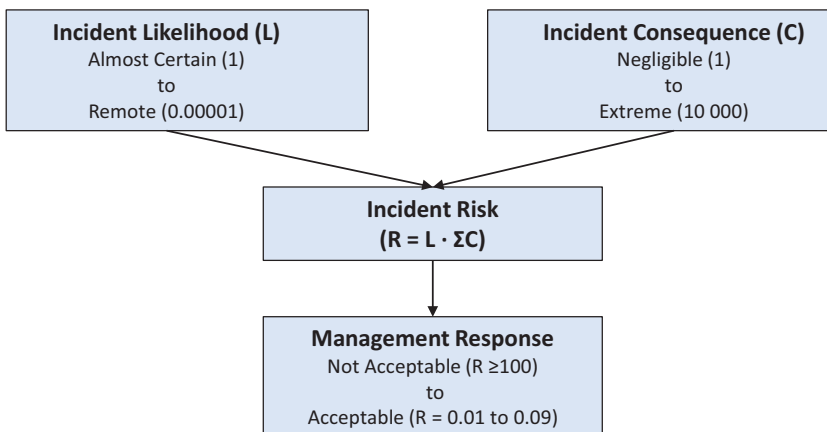 Incident Likelihood (L)
Almost Certain (1)
to
Remote (0.00001)
Incident Consequence (C)
Negligible (1)
to
Extreme (10 000)
Incident Risk
(R = L · ΣC)
Management Response
Not Acceptable (R ≥100)
to
Acceptable (R = 0.01 to 0.09)